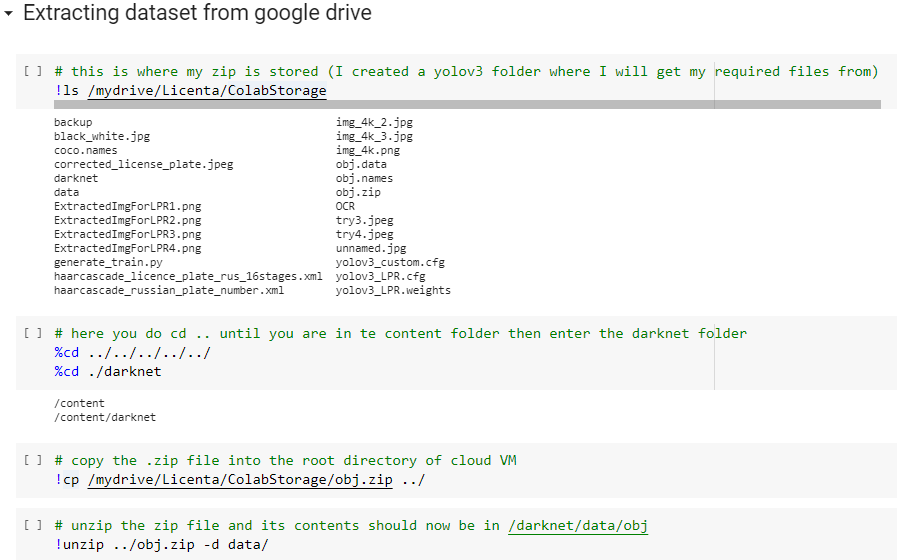 Extracting dataset from google drive
[ ] # this is where my zip is stored (I created a yolov3 folder where I will get my required files from)
!ls /mydrive/Licenta/ColabStorage
backup img_4k_2.jpg
black_white.jpg img_4k_3.jpg
coco.names img_4k.png
corrected_license_plate.jpeg obj.data
darknet obj.names
data obj.zip
ExtractedImgForLPR1.png OCR
ExtractedImgForLPR2.png try3.jpeg
ExtractedImgForLPR3.png try4.jpeg
ExtractedImgForLPR4.png unnamed.jpg
generate_train.py yolov3_custom.cfg
haarcascade_licence_plate_rus_16stages.xml yolov3_LPR.cfg
haarcascade_russian_plate_number.xml yolov3_LPR.weights
[ ] # here you do cd .. until you are in te content folder then enter the darknet folder
%cd ../../../../../
%cd ./darknet
/content
/content/darknet
[ ] # copy the .zip file into the root directory of cloud VM
!cp /mydrive/Licenta/ColabStorage/obj.zip ../
[ ] # unzip the zip file and its contents should now be in /darknet/data/obj
!unzip ../obj.zip -d data/